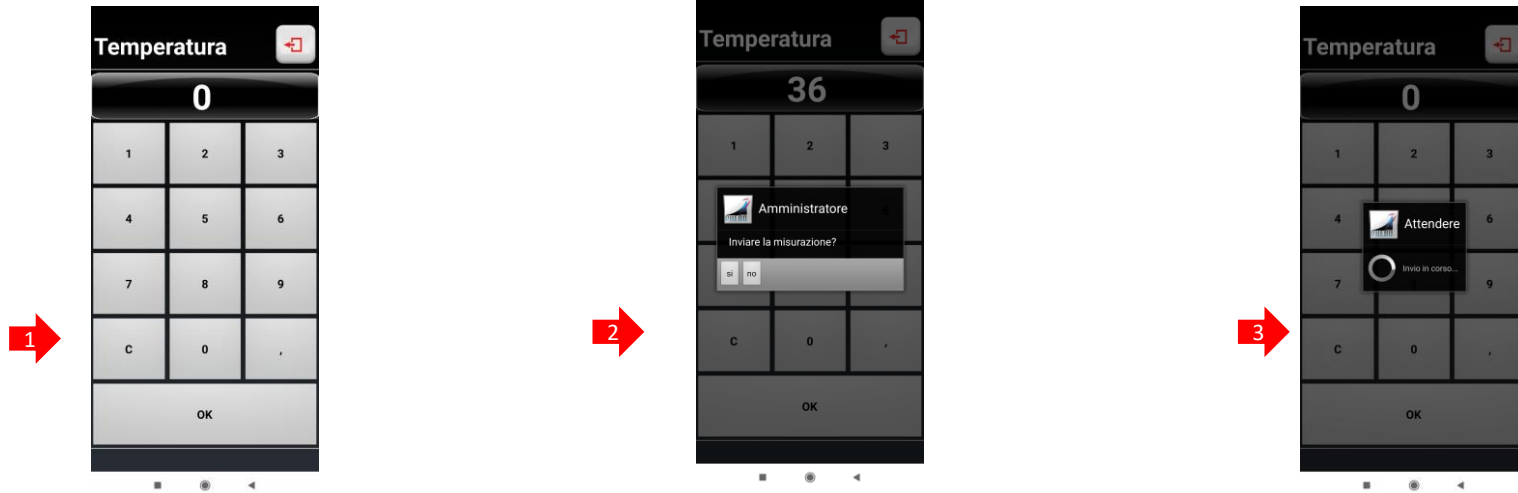 1
Temperatura
0
1 2 3
4 5 6
7 8 9
C 0 ,
OK
2
Temperatura
36
1 2 3
Amministratore
Inviare la misurazione?
si no
C 0 ,
OK
3
Temperatura
0
1 2 3
4 6
Attendere
Invio in corso...
7 9
C 0 ,
OK